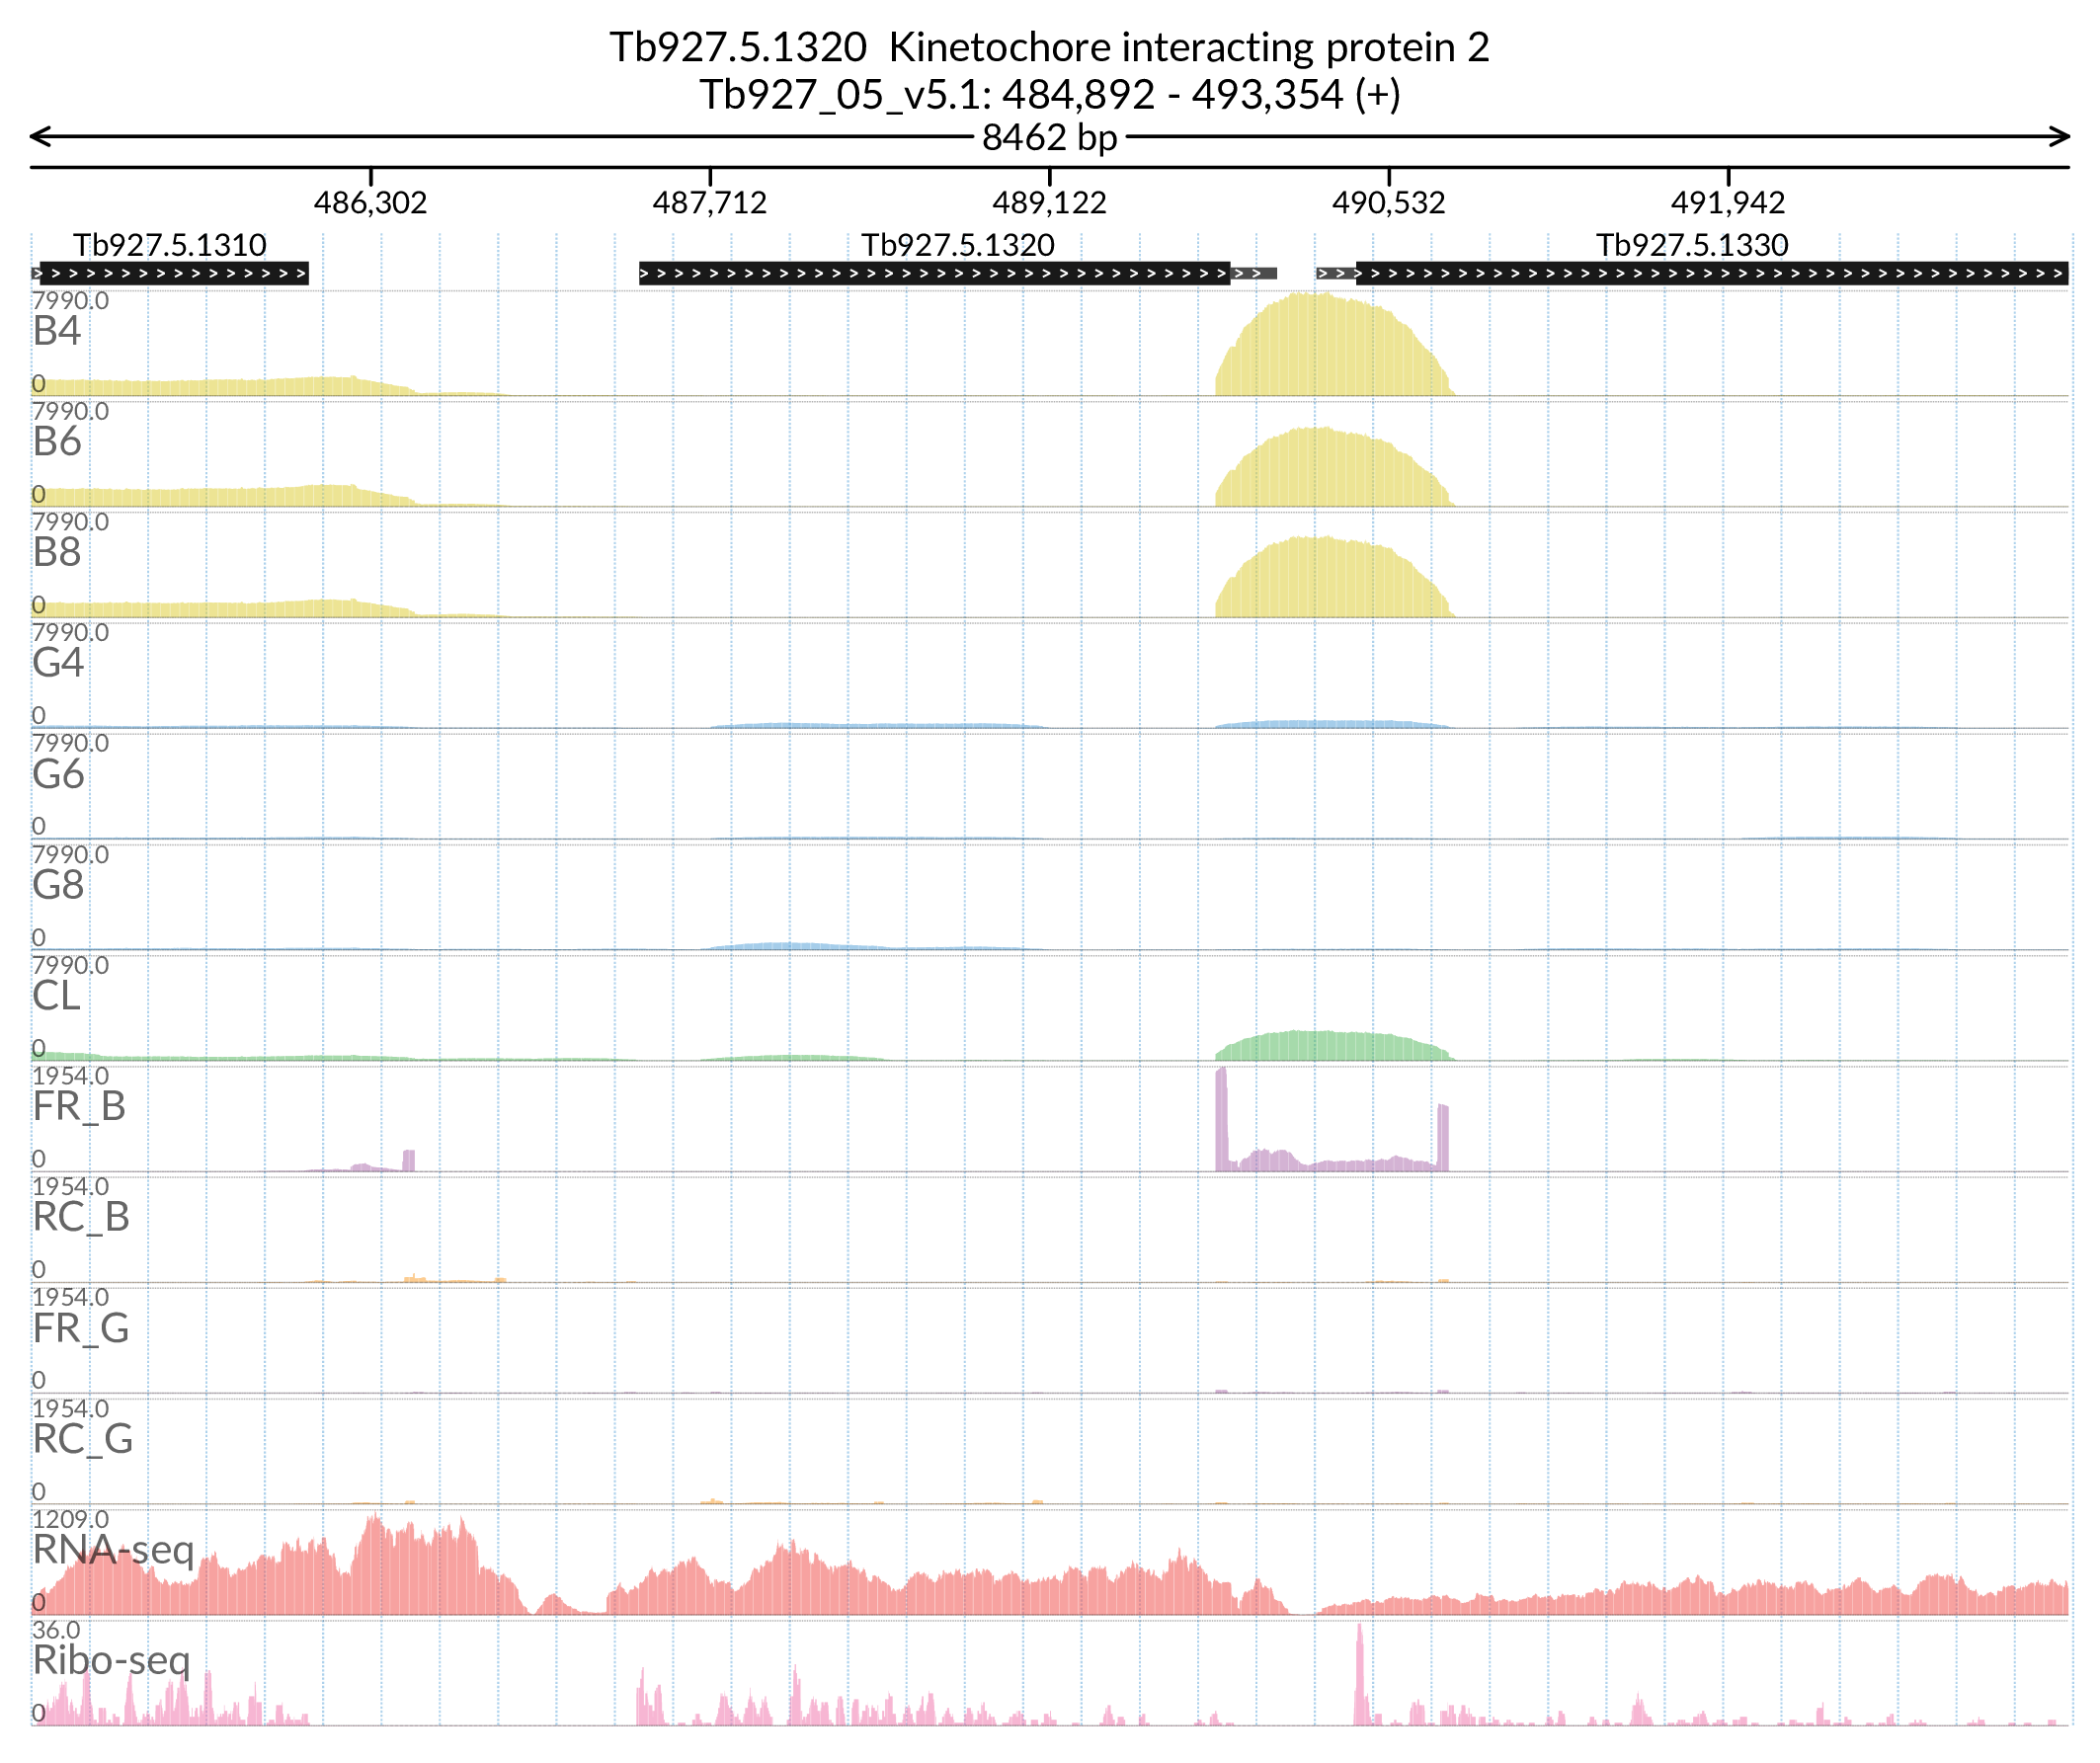 Tb927.5.1320  Kinetochore interacting protein 2
Tb927_05_v5.1: 484,892 - 493,354 (+)
8462 bp
486,302 487,712 489,122 490,532 491,942
Tb927.5.1310 Tb927.5.1320 Tb927.5.1330
7990.0
B4
0
7990.0
B6
0
7990.0
B8
0
7990.0
G4
0
7990.0
G6
0
7990.0
G8
0
7990.0
CL
0
1954.0
FR_B
0
1954.0
RC_B
0
1954.0
FR_G
0
1954.0
RC_G
0
1209.0
RNA-seq
0
36.0
Ribo-seq
0